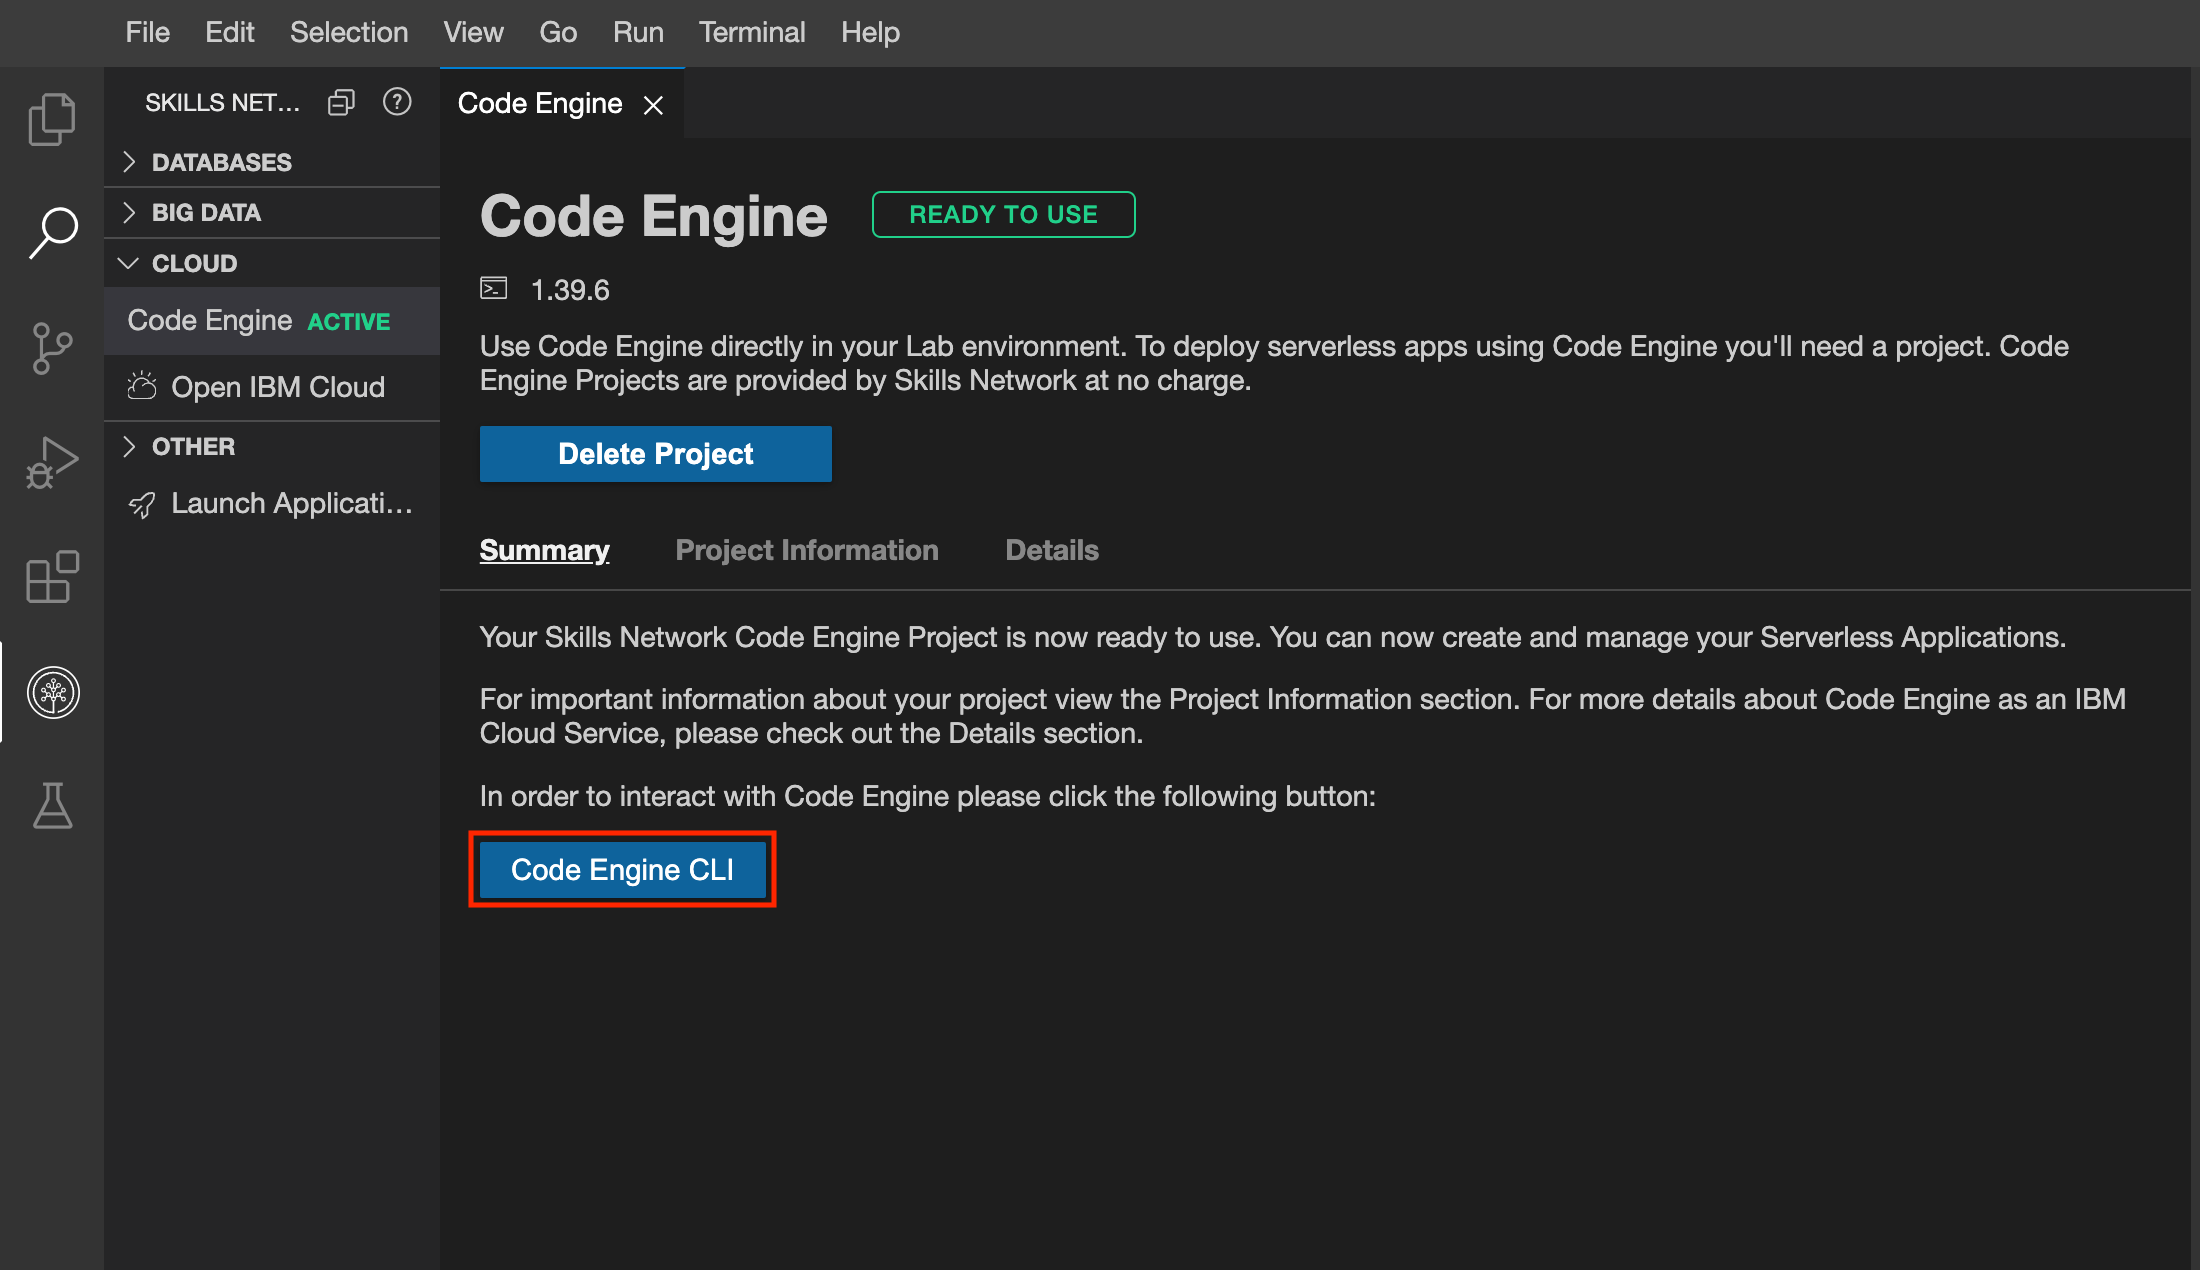 File Edit Selection View Go Run Terminal Help
SKILLS NET...
DATABASES
BIG DATA
CLOUD
Code Engine ACTIVE
Open IBM Cloud
OTHER
Launch Applicati...
Code Engine
Code Engine READY TO USE
1.39.6
Use Code Engine directly in your Lab environment. To deploy serverless apps using Code Engine you'll need a project. Code
Engine Projects are provided by Skills Network at no charge.
Delete Project
Summary Project Information Details
Your Skills Network Code Engine Project is now ready to use. You can now create and manage your Serverless Applications.
For important information about your project view the Project Information section. For more details about Code Engine as an IBM
Cloud Service, please check out the Details section.
In order to interact with Code Engine please click the following button:
Code Engine CLI